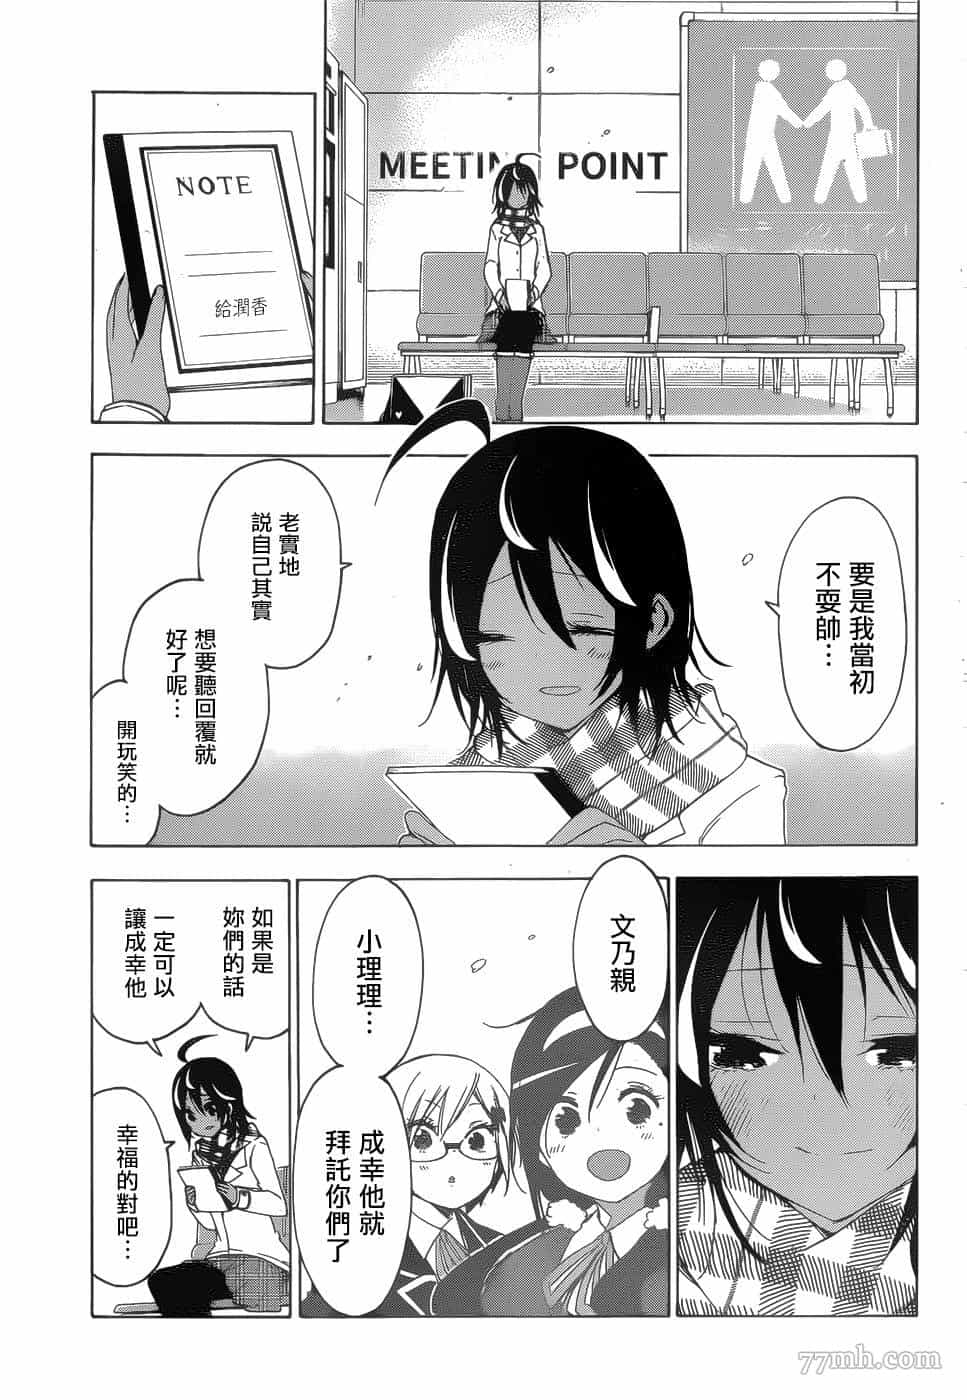 MEETING POINT
NOTE
給潤香
要是我當初
不耍帥…
老實地
説自己其實
想要聽回覆就
好了呢…
開玩笑的…
文乃親
小理理…
成幸他就
拜託你們了
如果是
妳們的話
一定可以
讓成幸他
幸福的對吧…
77mh.com